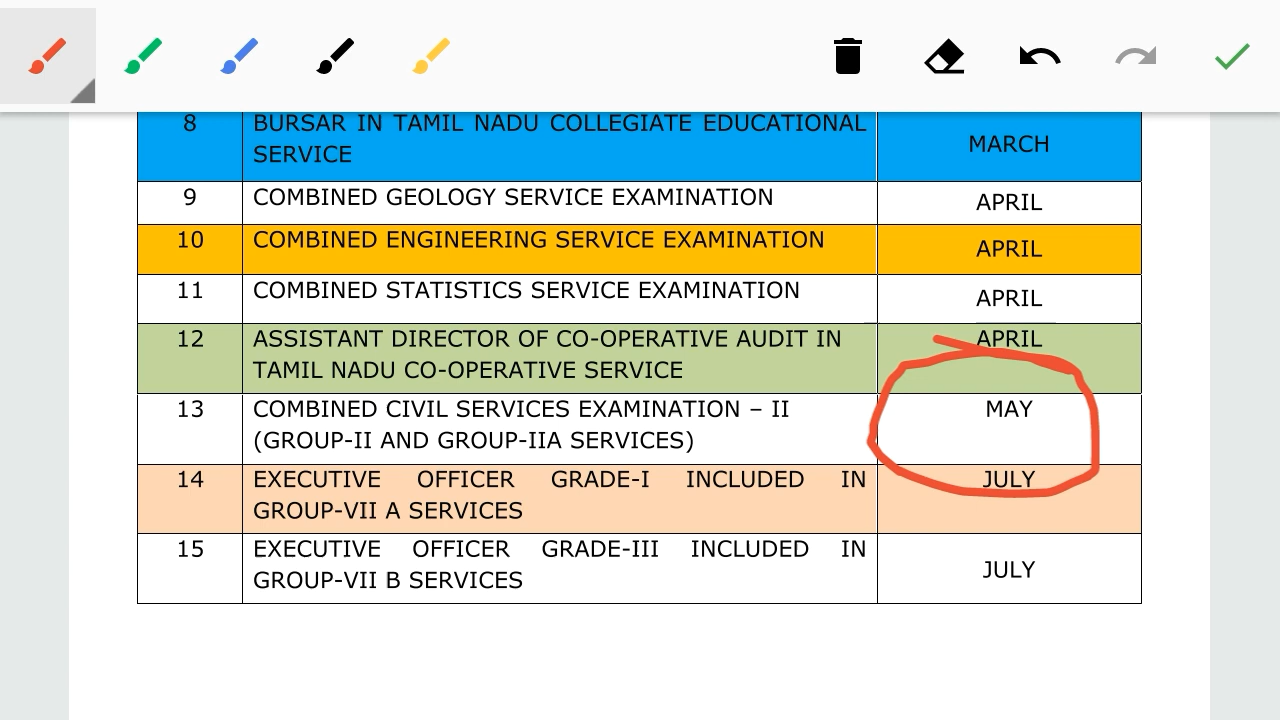 8 BURSAR IN TAMIL NADU COLLEGIATE EDUCATIONAL
SERVICE
MARCH
9 COMBINED GEOLOGY SERVICE EXAMINATION APRIL
10 COMBINED ENGINEERING SERVICE EXAMINATION APRIL
11 COMBINED STATISTICS SERVICE EXAMINATION APRIL
12 ASSISTANT DIRECTOR OF CO-OPERATIVE AUDIT IN APRIL
TAMIL NADU CO-OPERATIVE SERVICE
13 COMBINED CIVIL SERVICES EXAMINATION – II MAY
(GROUP-II AND GROUP-IIA SERVICES)
14 EXECUTIVE OFFICER GRADE-I INCLUDED IN JULY
GROUP-VII A SERVICES
15 EXECUTIVE OFFICER GRADE-III INCLUDED IN
GROUP-VII B SERVICES
JULY